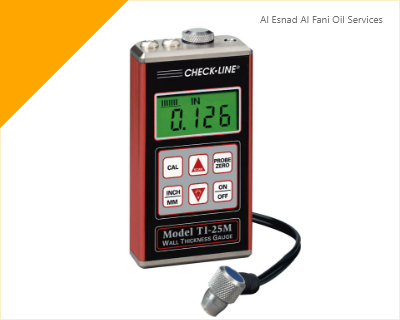 Al Esnad Al Fani Oil Services
CHECK•LINE®
IN
0.126
CAL
PROBE
ZERO
INCH
MM
ON
OFF
Model TI-25M
WALL THICKNESS GAUGE